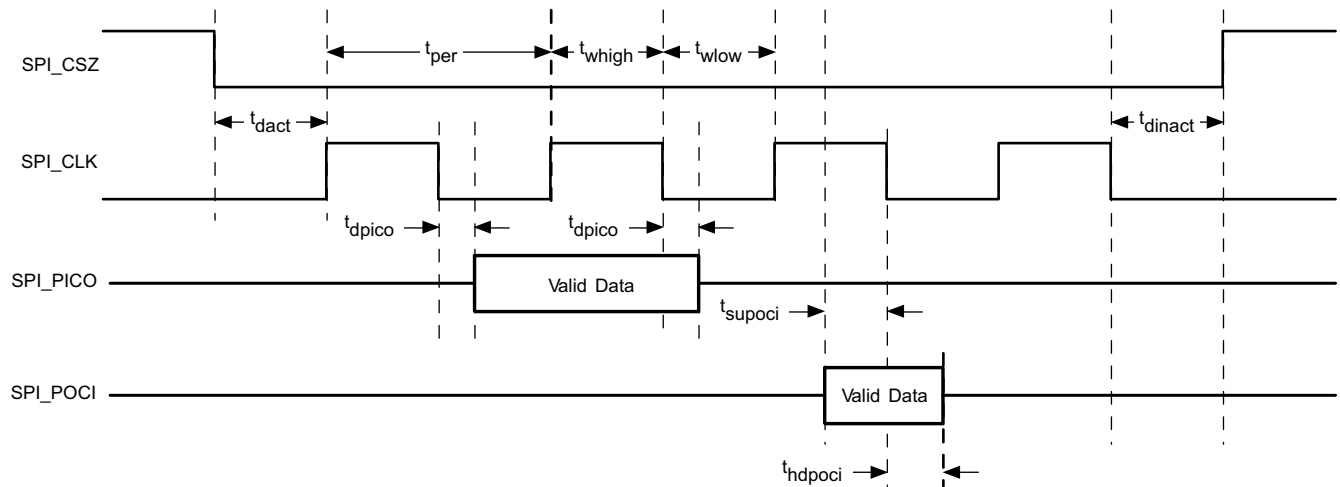 SPI_CSZ
t_per
t_whigh
t_wlow
t_dact
t_dinact
SPI_CLK
t_dpico
t_dpico
SPI_PICO
Valid Data
t_supoci
SPI_POCI
Valid Data
t_hdpoci